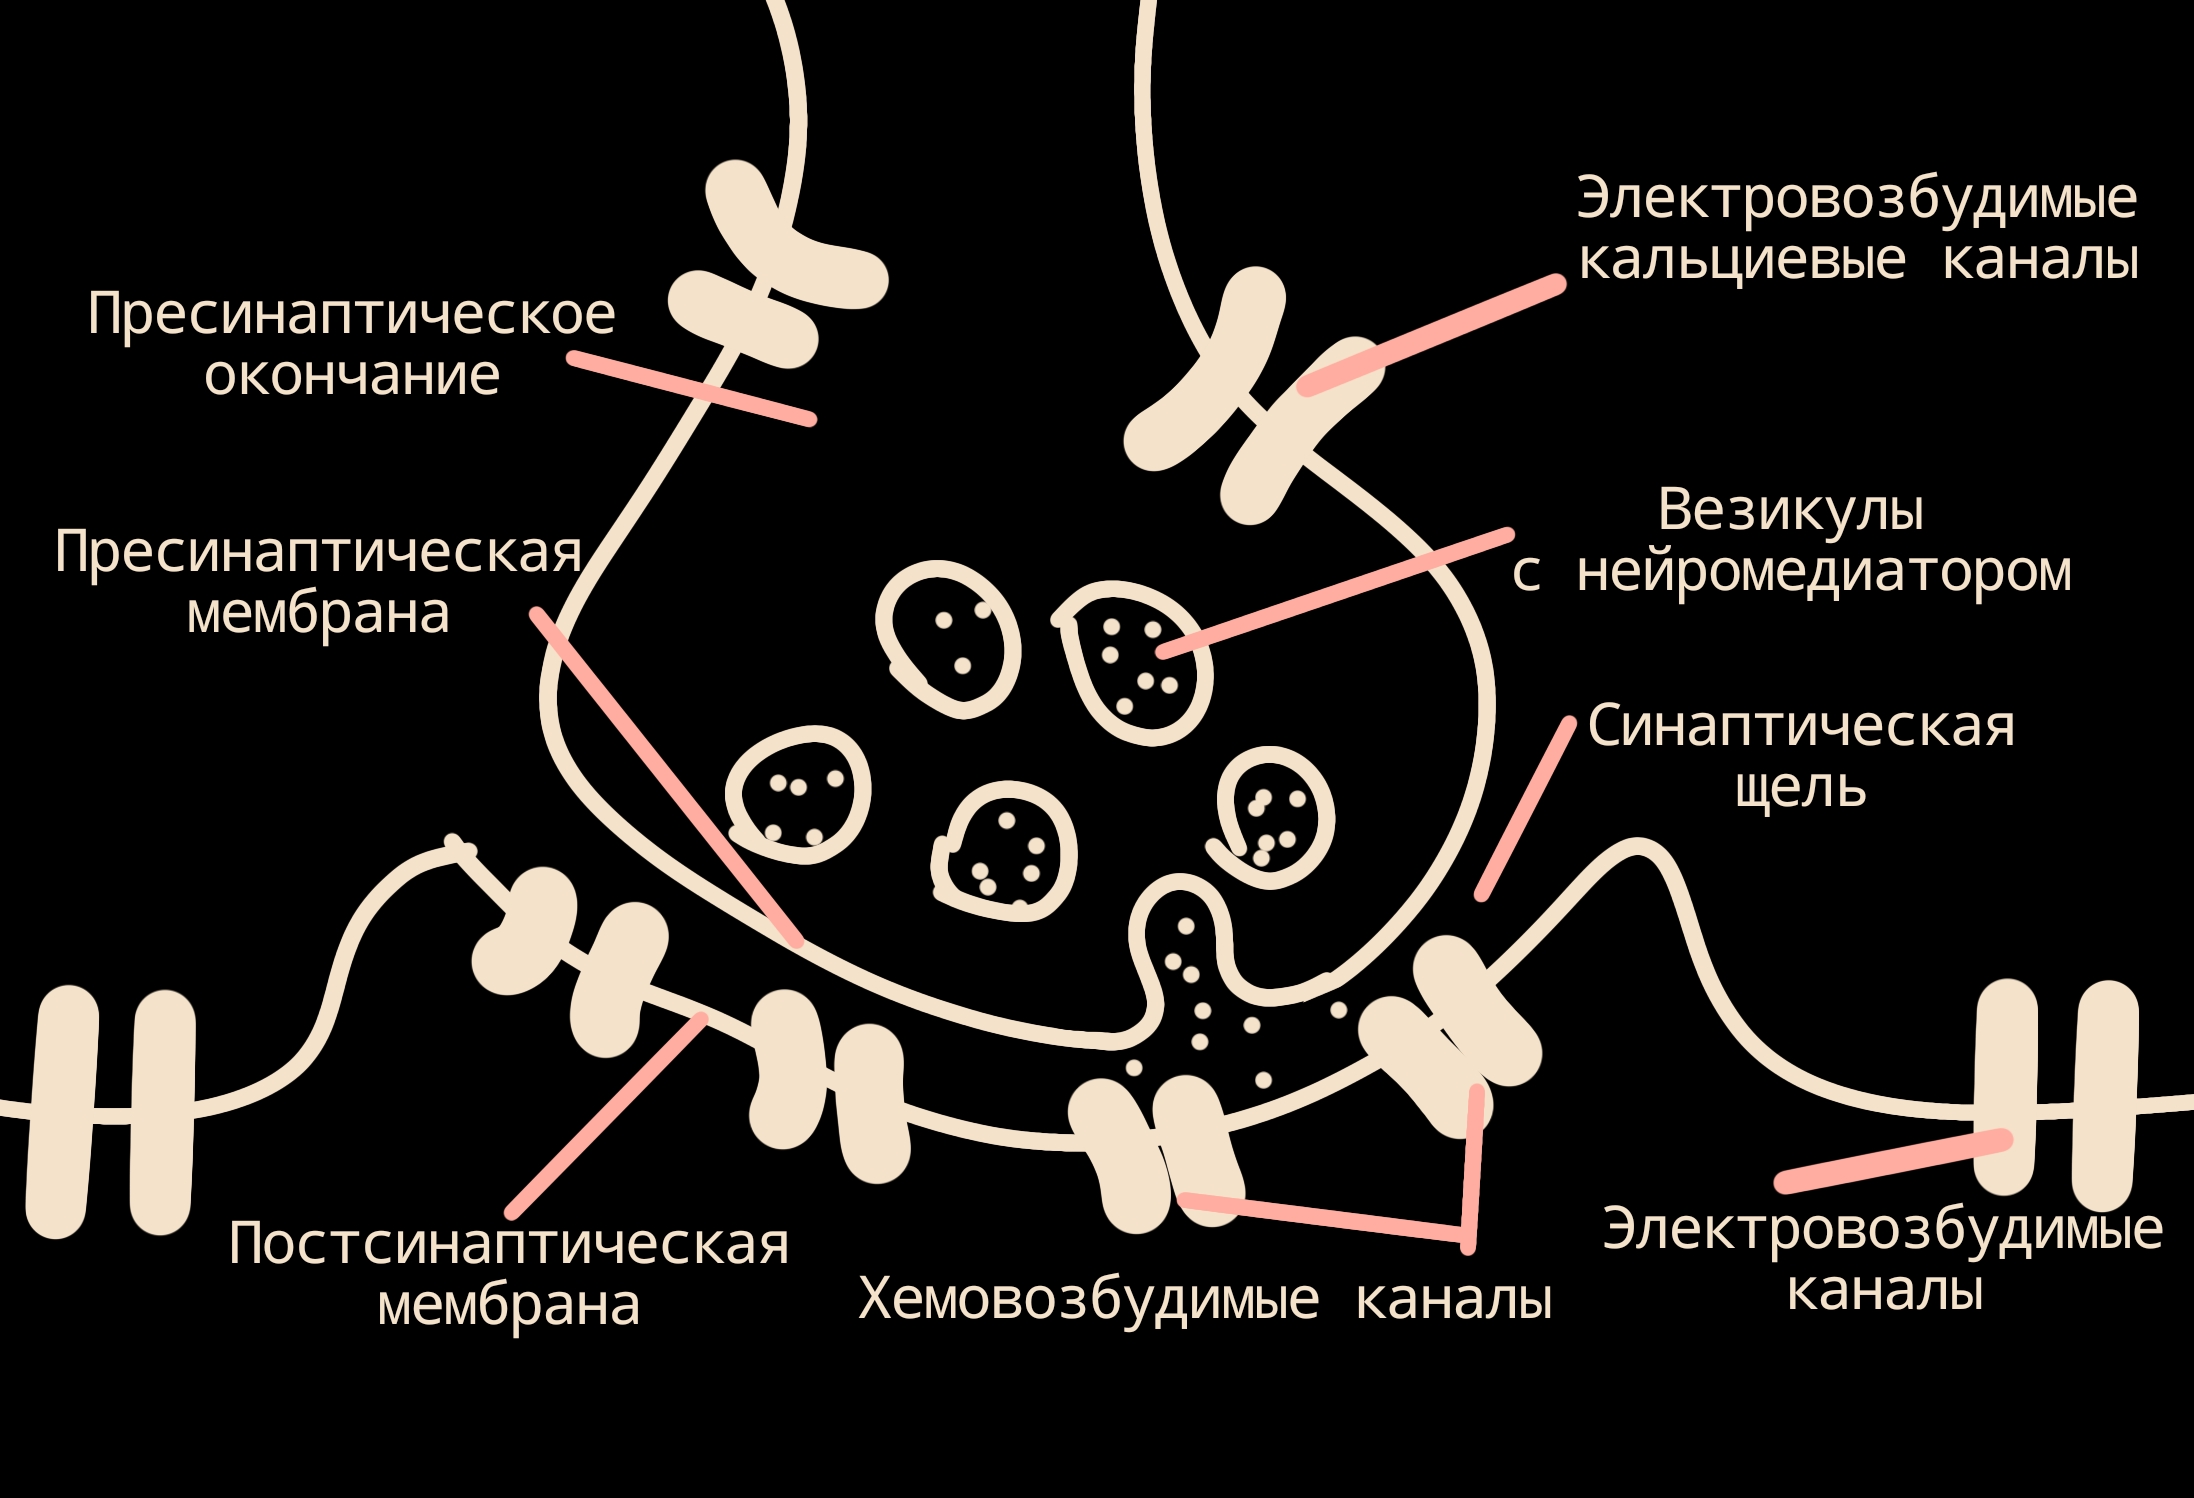 Электровозбудимые
кальциевые каналы
Пресинаптическое
окончание
Везикулы
с нейромедиатором
Пресинаптическая
мембрана
Синаптическая
щель
Постсинаптическая
мембрана
Хемовозбудимые каналы
Электровозбудимые
каналы